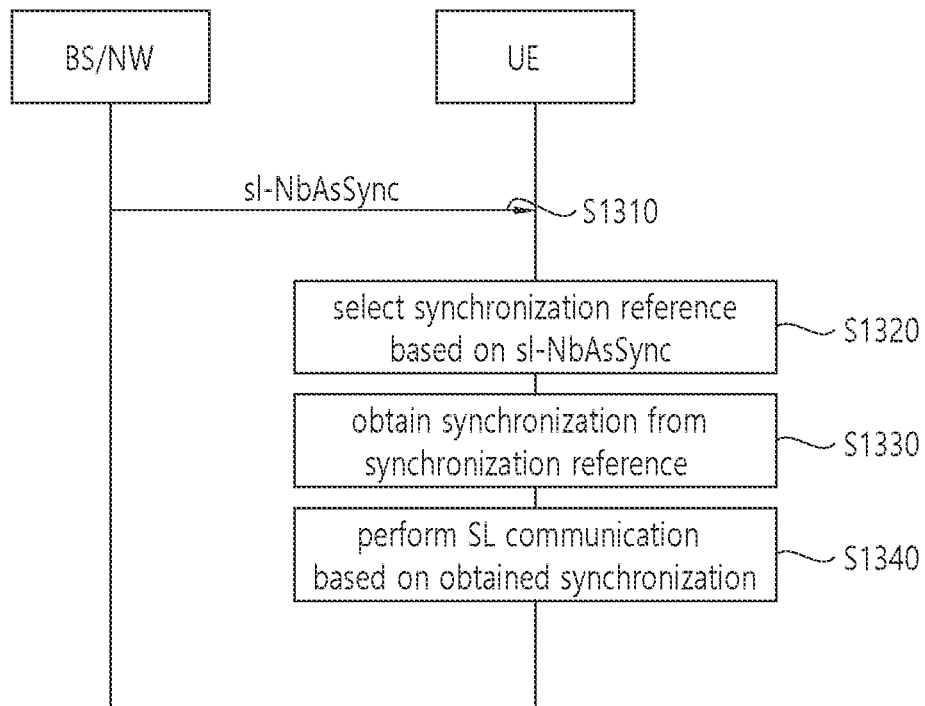 BS/NW
UE
sl-NbAsSync
S1310
select synchronization reference
based on sl-NbAsSync
S1320
obtain synchronization from
synchronization reference
S1330
perform SL communication
based on obtained synchronization
S1340